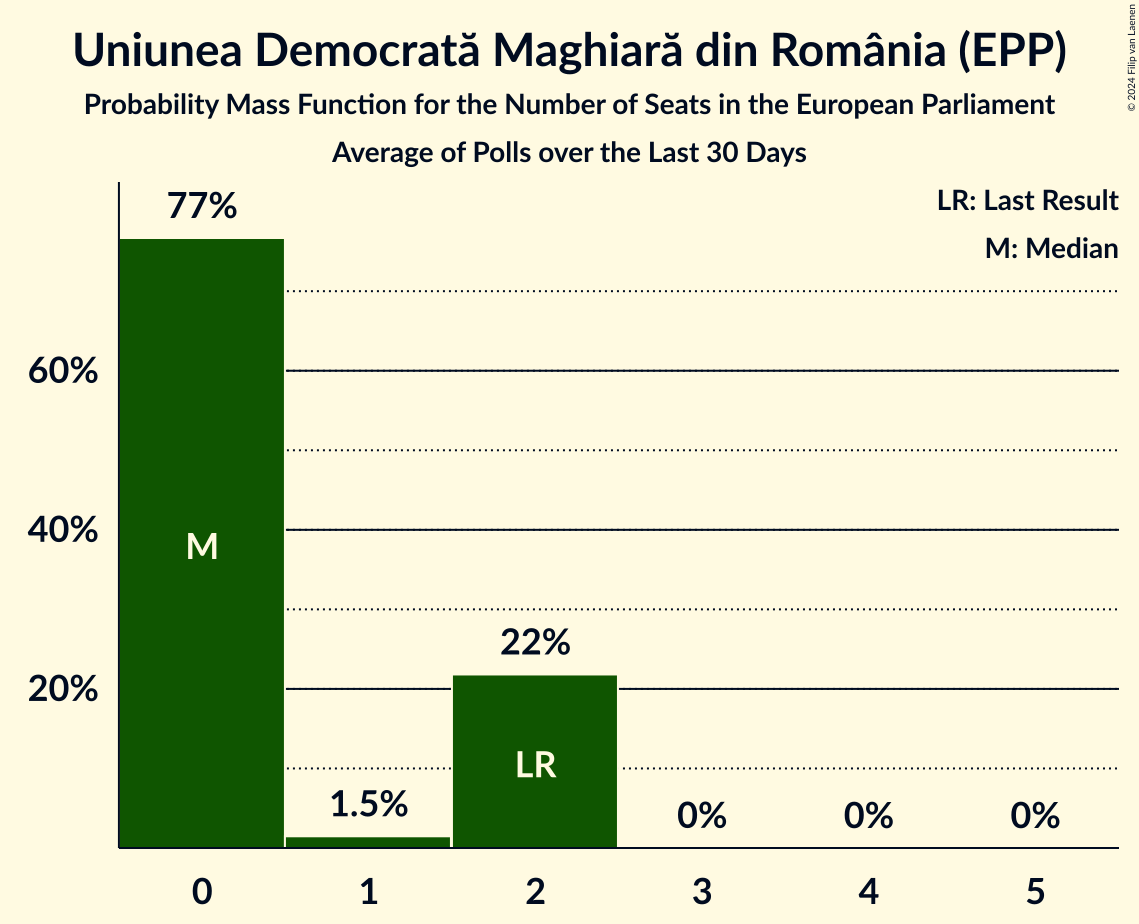 Uniunea Democrată Maghiară din România (EPP)
Probability Mass Function for the Number of Seats in the European Parliament
Average of Polls over the Last 30 Days
© 2024 Filip van Laenen
LR: Last Result
M: Median
77%
60%
40%
20%
M
1.5%
22%
LR
0%
0%
0%
0
1
2
3
4
5